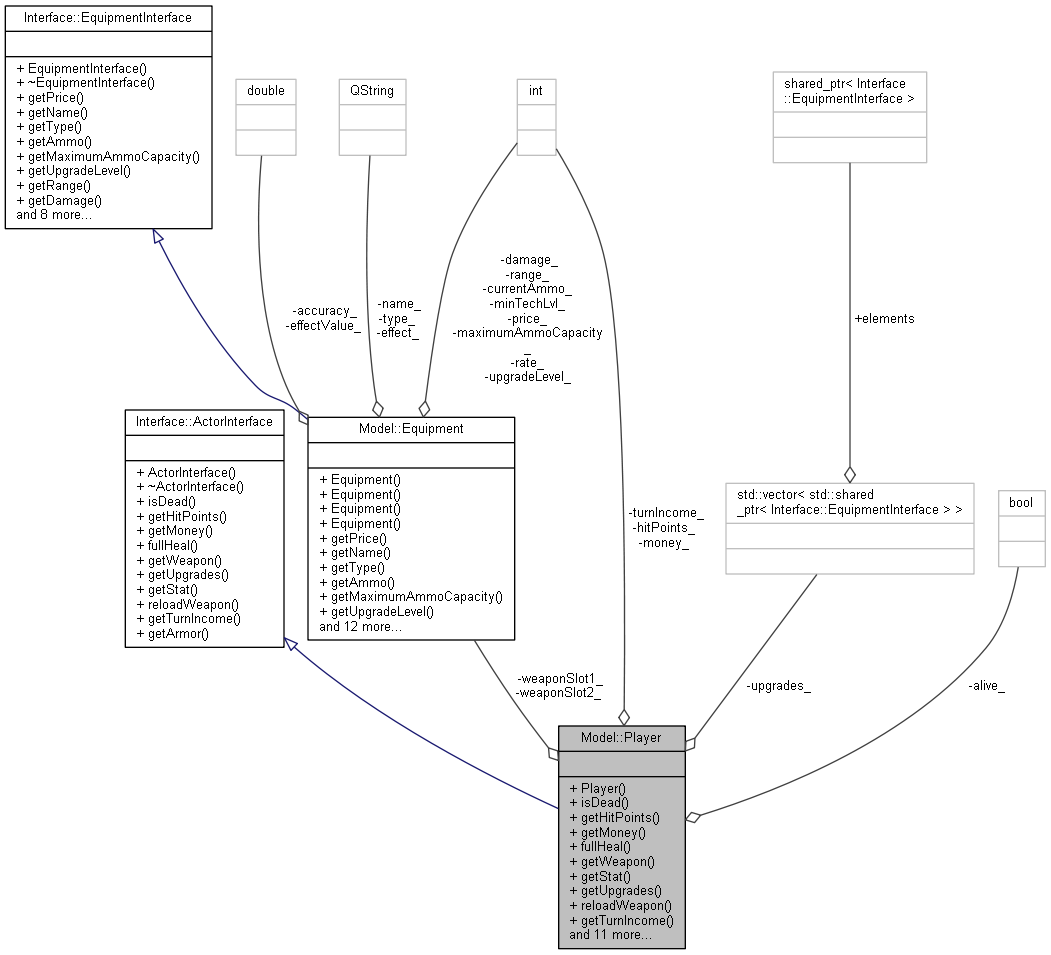 Interface::EquipmentInterface
+ EquipmentInterface()
+ ~EquipmentInterface()
+ getPrice()
+ getName()
+ getType()
+ getAmmo()
+ getMaximumAmmoCapacity()
+ getUpgradeLevel()
+ getRange()
+ getDamage()
and 8 more...
double
QString
int
shared_ptr< Interface
::EquipmentInterface >
-accuracy_
-effectValue_
-name_
-type_
-effect_
-damage_
-range_
-currentAmmo_
-minTechLvl_
-price_
-maximumAmmoCapacity
_
-rate_
-upgradeLevel_
+elements
Interface::ActorInterface
+ ActorInterface()
+ ~ActorInterface()
+ isDead()
+ getHitPoints()
+ getMoney()
+ fullHeal()
+ getWeapon()
+ getUpgrades()
+ getStat()
+ reloadWeapon()
+ getTurnIncome()
+ getArmor()
Model::Equipment
+ Equipment()
+ Equipment()
+ Equipment()
+ Equipment()
+ getPrice()
+ getName()
+ getType()
+ getAmmo()
+ getMaximumAmmoCapacity()
+ getUpgradeLevel()
and 12 more...
-turnIncome_
-hitPoints_
-money_
std::vector< std::shared
_ptr< Interface::EquipmentInterface > >
bool
-weaponSlot1_
-weaponSlot2_
-upgrades_
-alive_
Model::Player
+ Player()
+ isDead()
+ getHitPoints()
+ getMoney()
+ fullHeal()
+ getWeapon()
+ getStat()
+ getUpgrades()
+ reloadWeapon()
+ getTurnIncome()
and 11 more...